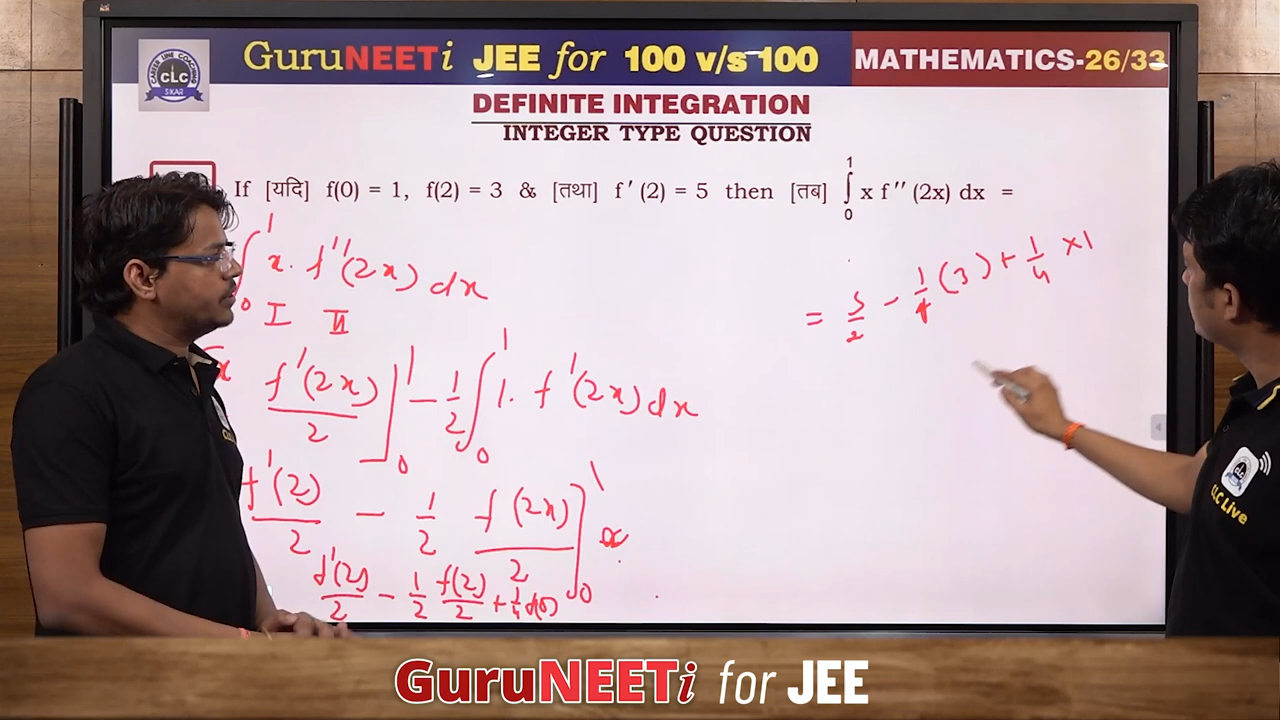 CAREER LINE COACHING
CLC
SIKAR
GuruNEETi JEE for 100 v/s 100
MATHEMATICS-26/33
DEFINITE INTEGRATION
INTEGER TYPE QUESTION
If [यदि] f(0) = 1, f(2) = 3 & [तथा] f′(2) = 5 then [तब] ∫₀¹ x f′′(2x) dx =
∫₀¹ x. f′′(2x) dx
I II
x f′(2x)/2 ]₀¹ − 1/2 ∫₀¹ 1. f′(2x) dx
f′(2)/2 − 1/2 f(2x)/2 ]₀¹
f′(2)/2 − 1/2 f(2)/2 + 1/4 f(0)
= 5/2 − 1/4 (3) + 1/4 ×1
CLC Live
GuruNEETi for JEE